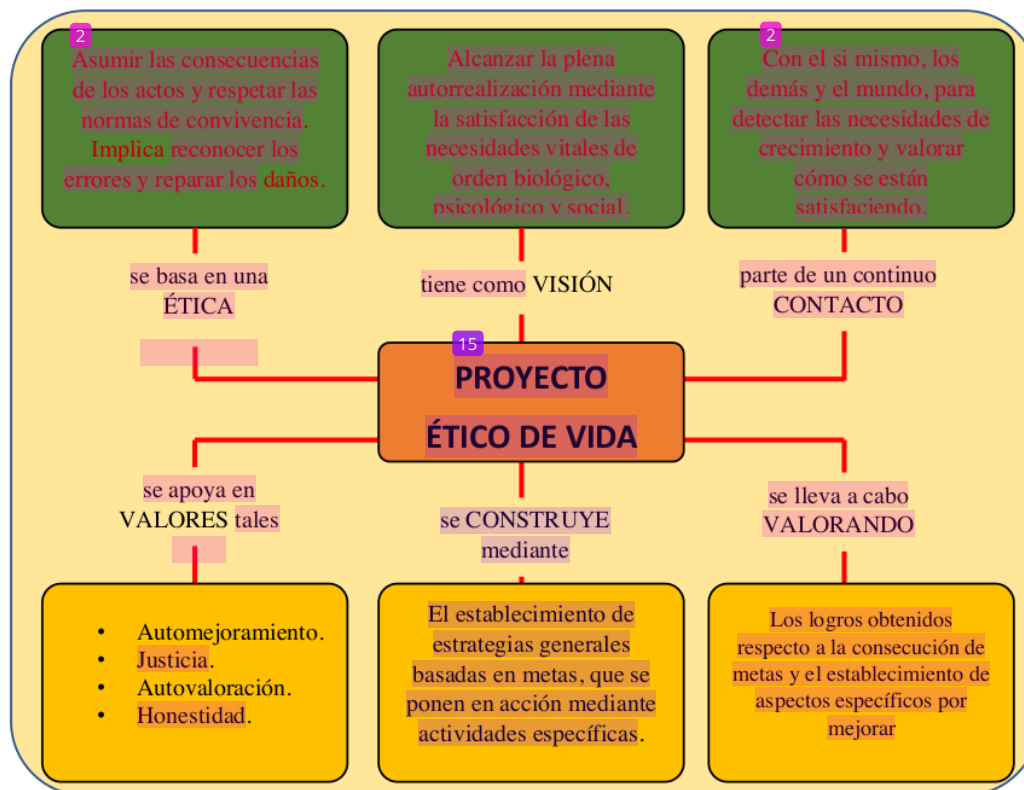 2
Asumir las consecuencias
de los actos y respetar las
normas de convivencia.
Implica reconocer los
errores y reparar los daños.
Alcanzar la plena
autorrealización mediante
la satisfacción de las
necesidades vitales de
orden biológico,
psicológico y social.
2
Con el si mismo, los
demás y el mundo, para
detectar las necesidades de
crecimiento y valorar
cómo se están
satisfaciendo.
se basa en una
ÉTICA
tiene como VISIÓN
parte de un continuo
CONTACTO
15
PROYECTO
ÉTICO DE VIDA
se apoya en
VALORES tales
se CONSTRUYE
mediante
se lleva a cabo
VALORANDO
• Automejoramiento.
• Justicia.
• Autovaloración.
• Honestidad.
El establecimiento de
estrategias generales
basadas en metas, que se
ponen en acción mediante
actividades específicas.
Los logros obtenidos
respecto a la consecución de
metas y el establecimiento de
aspectos específicos por
mejorar